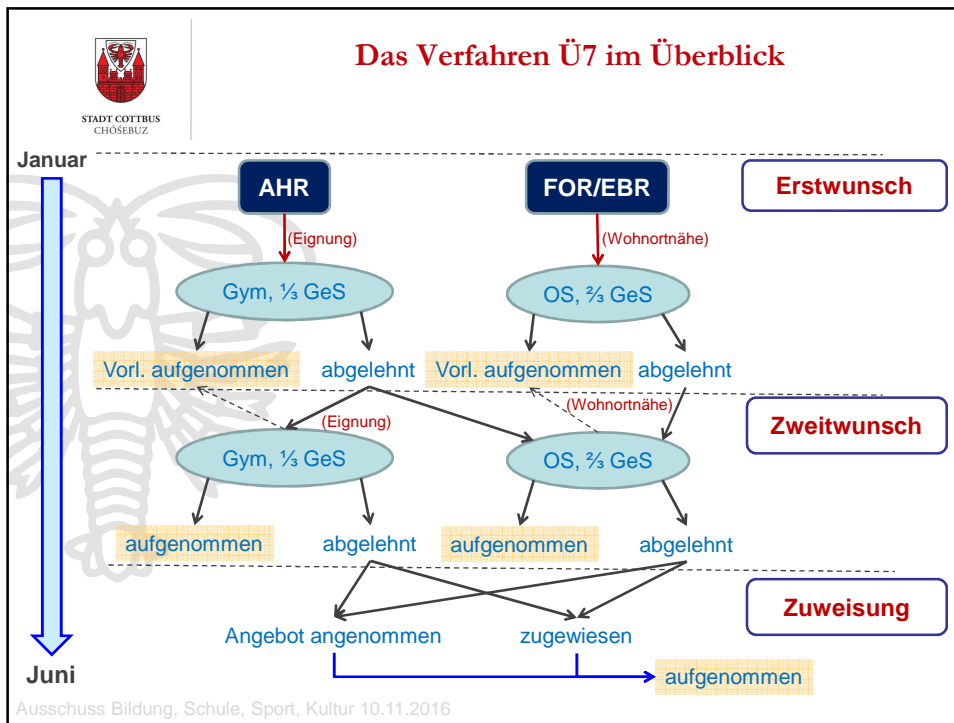 Das Verfahren Ü7 im Überblick
STADT COTTBUS
CHÓŚEBUZ
Januar
AHR
FOR/EBR
Erstwunsch
(Eignung)
(Wohnortnähe)
Gym, ⅓ GeS
OS, ⅔ GeS
Vorl. aufgenommen
abgelehnt
Vorl. aufgenommen
abgelehnt
(Eignung)
(Wohnortnähe)
Zweitwunsch
Gym, ⅓ GeS
OS, ⅔ GeS
aufgenommen
abgelehnt
aufgenommen
abgelehnt
Zuweisung
Angebot angenommen
zugewiesen
Juni
aufgenommen
Ausschuss Bildung, Schule, Sport, Kultur 10.11.2016